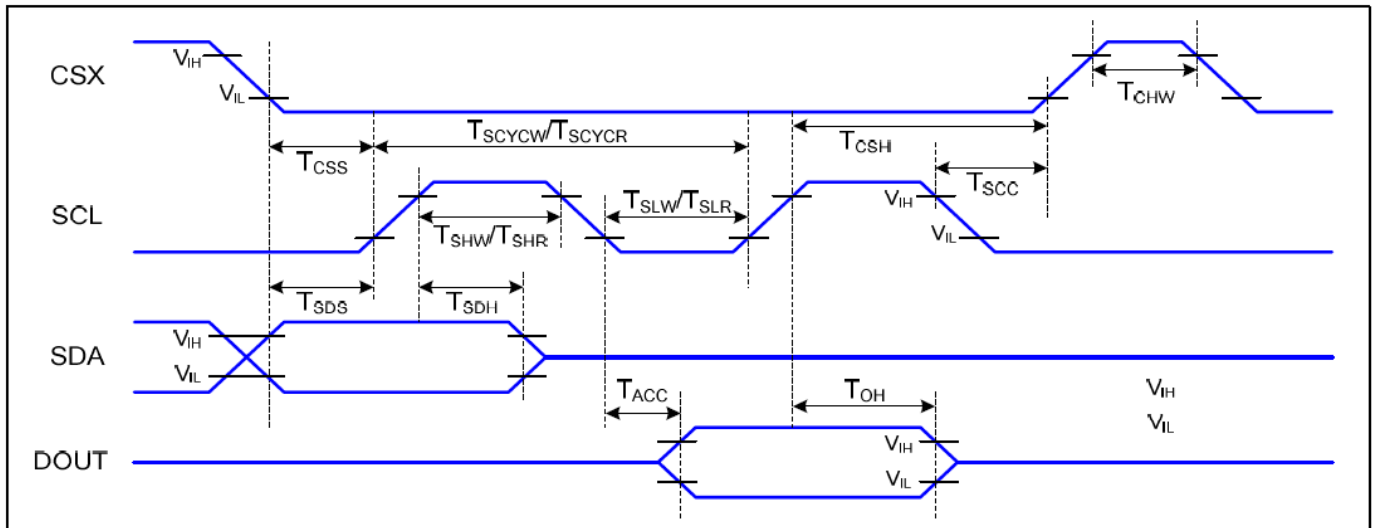 CSX
VIH
VIL
TCHW
TCSS
TSCYCW/TSCYCR
TCSH
TSCC
SCL
TSHW/TSHR
TSLW/TSLR
VIH
VIL
TSDS
TSDH
SDA
VIH
VIL
TACC
TOH
VIH
VIL
DOUT
VIH
VIL